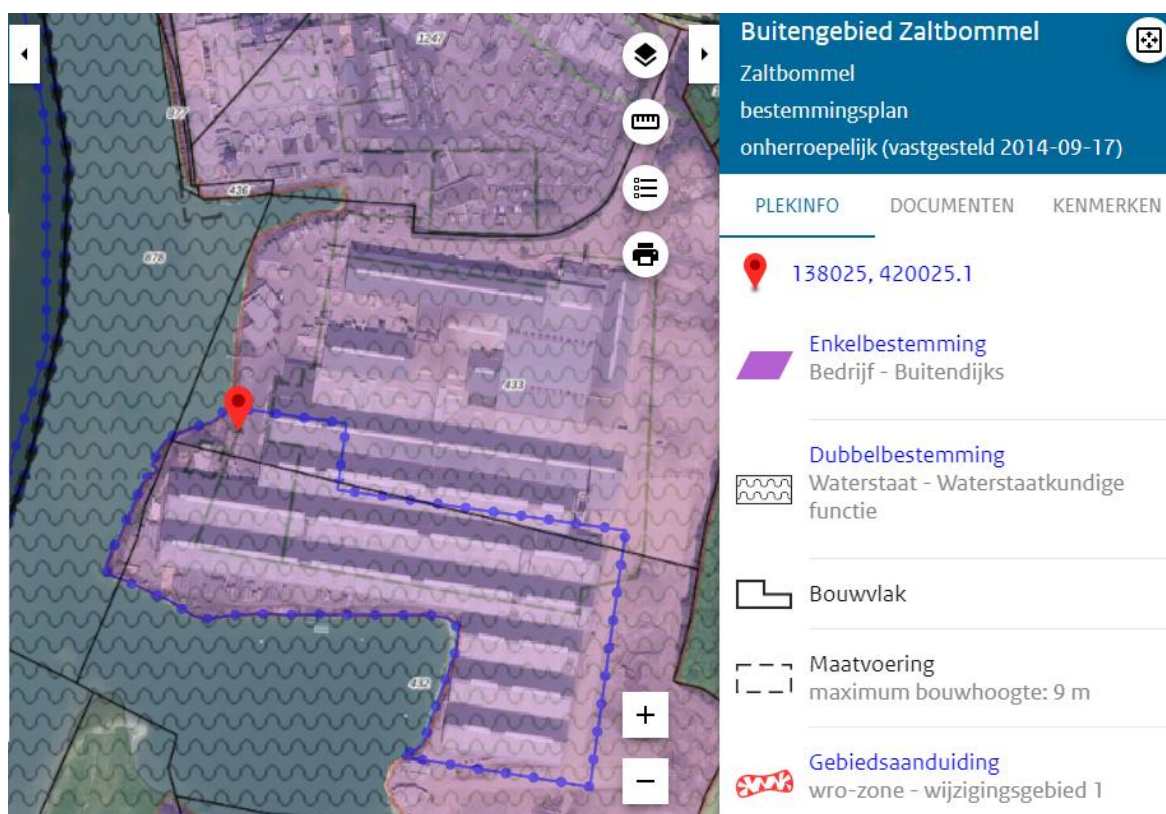 1247
877
436
878
433
432
Buitengebied Zaltbommel
Zaltbommel
bestemmingsplan
onherroepelijk (vastgesteld 2014-09-17)
PLEKINFO DOCUMENTEN KENMERKEN
138025, 420025.1
Enkelbestemming
Bedrijf - Buitendijks
Dubbelbestemming
Waterstaat - Waterstaatkundige
functie
Bouwvlak
Maatvoering
maximum bouwhoogte: 9 m
Gebiedsaanduiding
wro-zone - wijzigingsgebied 1